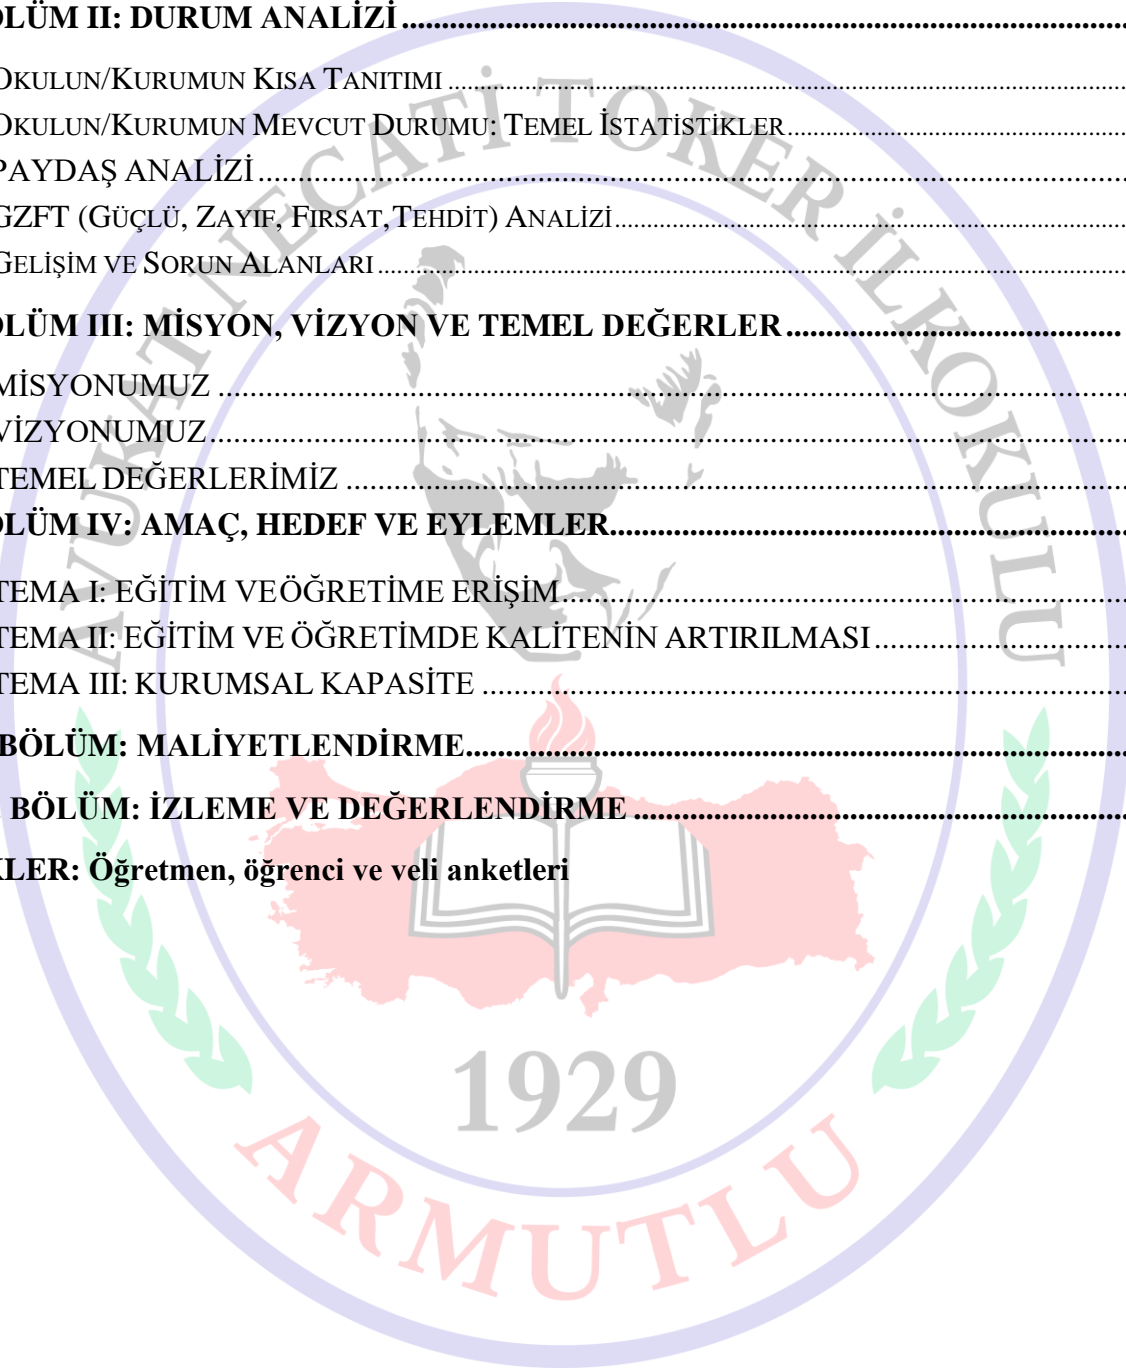 ÖLÜM II: DURUM ANALİZİ
OKULUN/KURUMUN KISA TANITIMI
OKULUN/KURUMUN MEVCUT DURUMU: TEMEL İSTATİSTİKLER
PAYDAŞ ANALİZİ
GZFT (GÜÇLÜ, ZAYIF, FIRSAT,TEHDİT) ANALİZİ
GELİŞİM VE SORUN ALANLARI
ÖLÜM III: MİSYON, VİZYON VE TEMEL DEĞERLER
MİSYONUMUZ
VİZYONUMUZ
TEMEL DEĞERLERİMİZ
ÖLÜM IV: AMAÇ, HEDEF VE EYLEMLER
TEMA I: EĞİTİM VEÖĞRETİME ERİŞİM
TEMA II: EĞİTİM VE ÖĞRETİMDE KALİTENİN ARTIRILMASI
TEMA III: KURUMSAL KAPASİTE
BÖLÜM: MALİYETLENDİRME
BÖLÜM: İZLEME VE DEĞERLENDİRME
KLER: Öğretmen, öğrenci ve veli anketleri
AVUKAT NECATİ TOKER İLKOKULU
1929
ARMUTLU